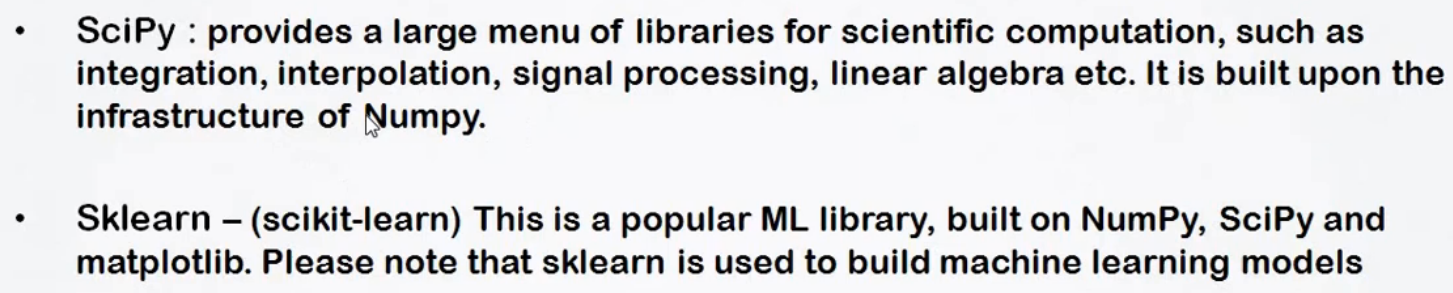 • SciPy : provides a large menu of libraries for scientific computation, such as
integration, interpolation, signal processing, linear algebra etc. It is built upon the
infrastructure of Numpy.
• Sklearn – (scikit-learn) This is a popular ML library, built on NumPy, SciPy and
matplotlib. Please note that sklearn is used to build machine learning models